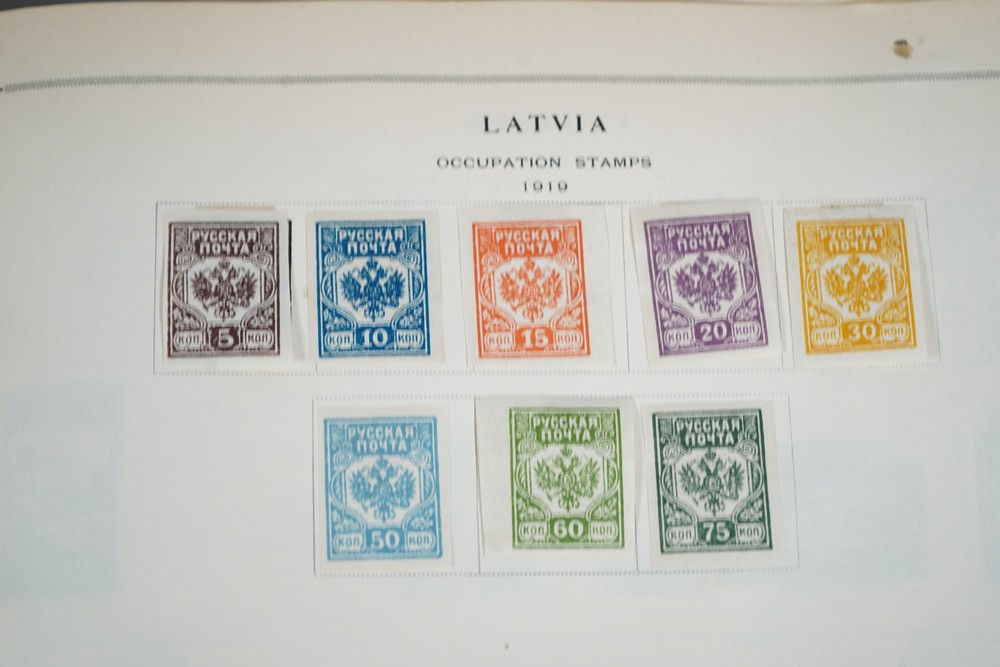 LATVIA
OCCUPATION STAMPS
1919
РУССКАЯ
ПОЧТА
КОП 5 КОП
РУССКАЯ
ПОЧТА
КОП 10 КОП
РУССКАЯ
ПОЧТА
КОП 15 КОП
РУССКАЯ
ПОЧТА
КОП 20 КОП
РУССКАЯ
ПОЧТА
КОП 30 КОП
РУССКАЯ
ПОЧТА
КОП 50 КОП
РУССКАЯ
ПОЧТА
КОП 60 КОП
РУССКАЯ
ПОЧТА
КОП 75 КОП